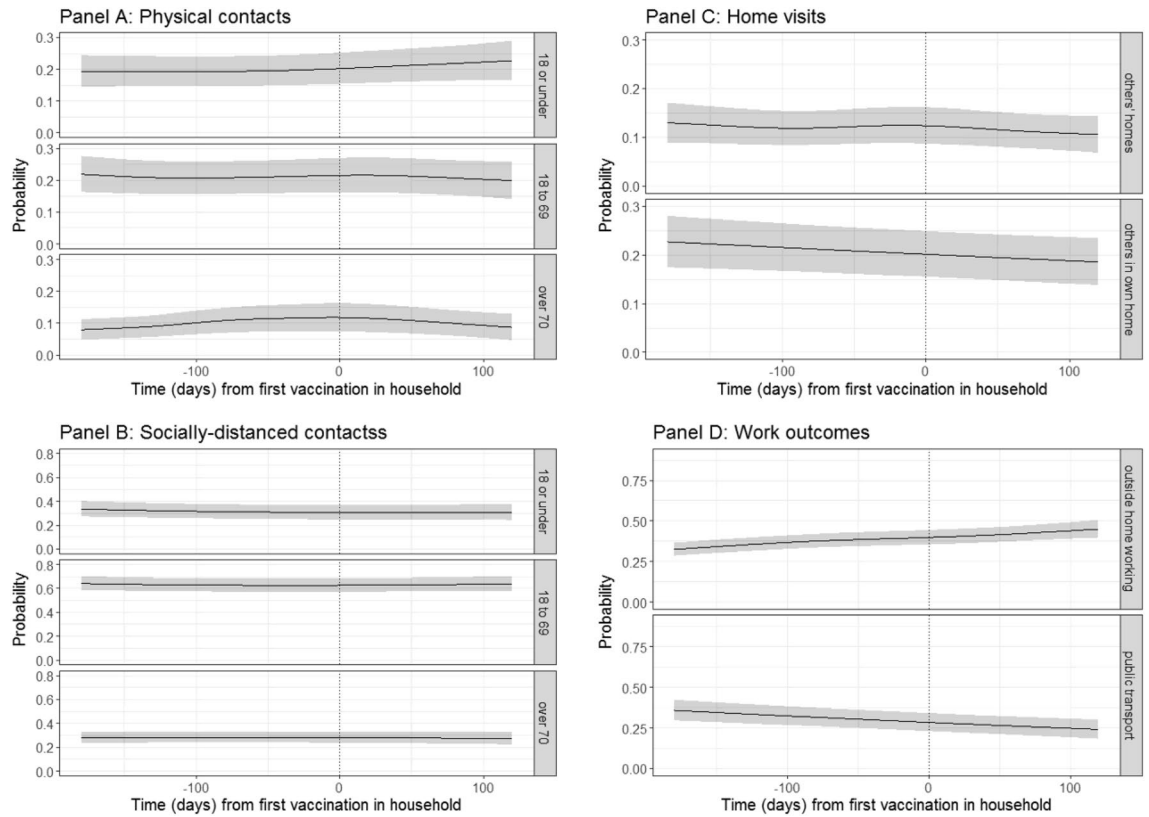 Panel A: Physical contacts
0.3
0.2
0.1
0.0
18 or under
0.3
0.2
0.1
0.0
18 to 69
0.3
0.2
0.1
0.0
over 70
Probability
-100 0 100
Time (days) from first vaccination in household
Panel C: Home visits
0.3
0.2
0.1
0.0
others' homes
0.3
0.2
0.1
0.0
others in own home
Probability
-100 0 100
Time (days) from first vaccination in household
Panel B: Socially-distanced contactss
0.8
0.6
0.4
0.2
0.0
18 or under
0.8
0.6
0.4
0.2
0.0
18 to 69
0.8
0.6
0.4
0.2
0.0
over 70
Probability
-100 0 100
Time (days) from first vaccination in household
Panel D: Work outcomes
0.75
0.50
0.25
0.00
outside home working
0.75
0.50
0.25
0.00
public transport
Probability
-100 0 100
Time (days) from first vaccination in household